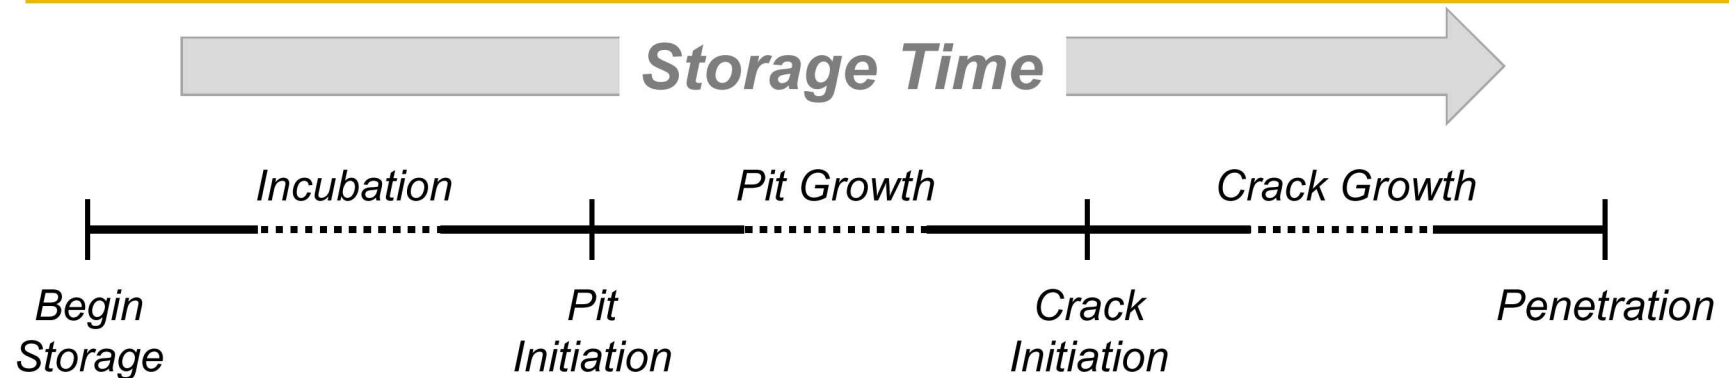 Storage Time
Incubation
Pit Growth
Crack Growth
Begin
Storage
Pit
Initiation
Crack
Initiation
Penetration